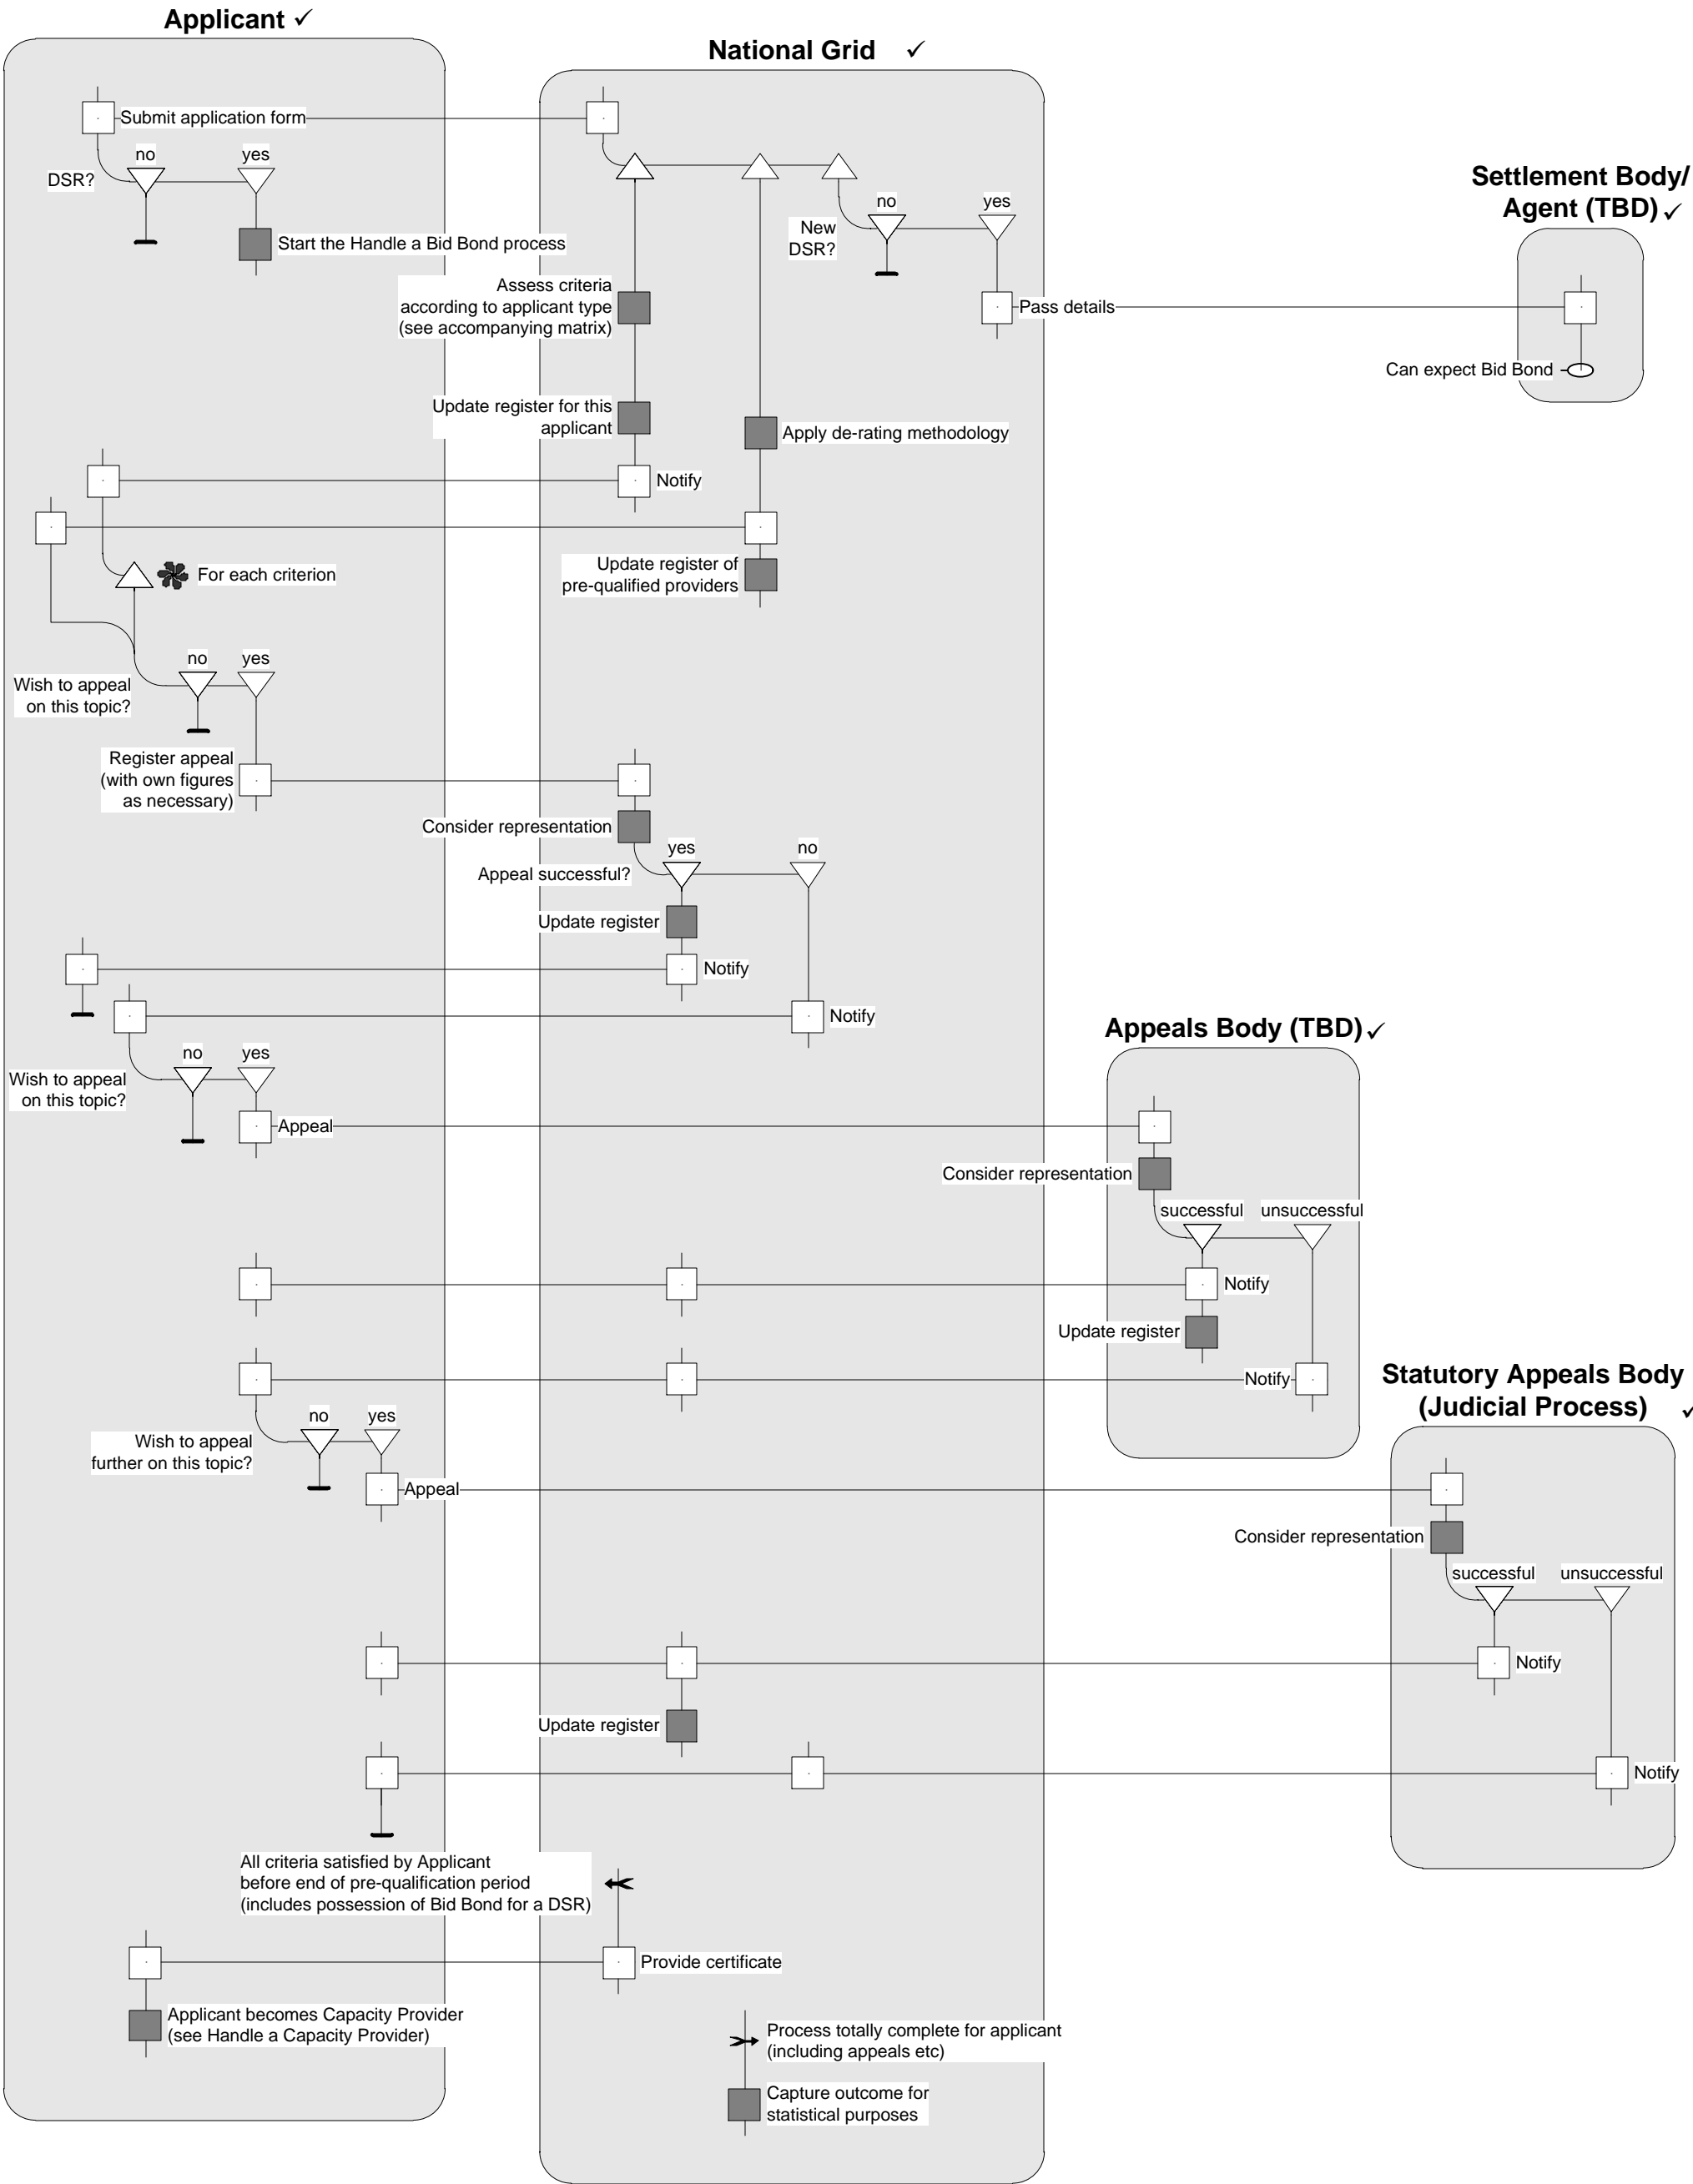 Applicant ✓
National Grid ✓
Submit application form
no
yes
DSR?
Settlement Body/
Agent (TBD) ✓
no
yes
New
DSR?
Start the Handle a Bid Bond process
Assess criteria
according to applicant type
(see accompanying matrix)
Pass details
Can expect Bid Bond
Update register for this
applicant
Apply de-rating methodology
Notify
Update register of
pre-qualified providers
For each criterion
no
yes
Wish to appeal
on this topic?
Register appeal
(with own figures
as necessary)
Consider representation
yes
no
Appeal successful?
Update register
Notify
Notify
Appeals Body (TBD) ✓
no
yes
Wish to appeal
on this topic?
Appeal
Consider representation
successful
unsuccessful
Notify
Update register
Notify
Statutory Appeals Body
(Judicial Process) ✓
no
yes
Wish to appeal
further on this topic?
Appeal
Consider representation
successful
unsuccessful
Notify
Update register
Notify
All criteria satisfied by Applicant
before end of pre-qualification period
(includes possession of Bid Bond for a DSR)
Provide certificate
Applicant becomes Capacity Provider
(see Handle a Capacity Provider)
Process totally complete for applicant
(including appeals etc)
Capture outcome for
statistical purposes